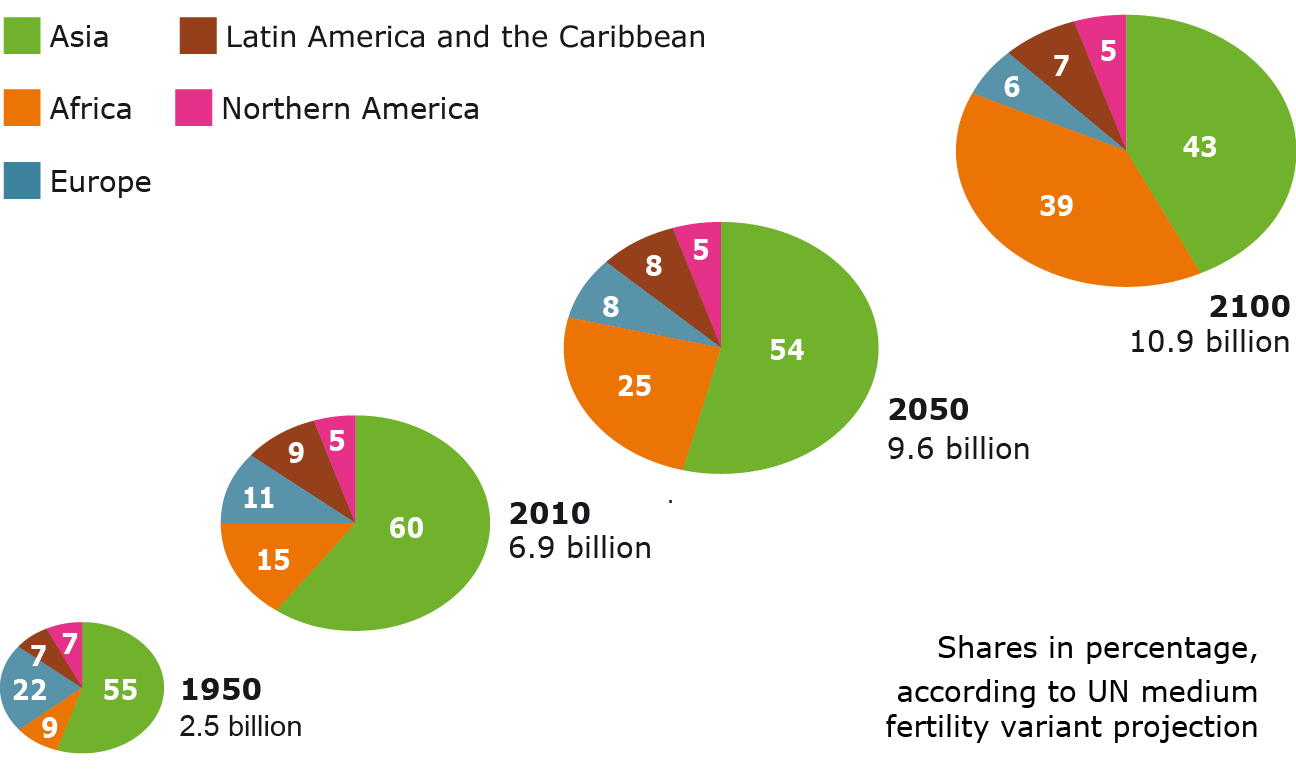 Asia
Latin America and the Caribbean
Africa
Northern America
Europe
5
7
6
43
39
2100
10.9 billion
5
8
8
54
25
2050
9.6 billion
5
9
11
60
15
2010
6.9 billion
7
7
22
55
9
1950
2.5 billion
Shares in percentage,
according to UN medium
fertility variant projection